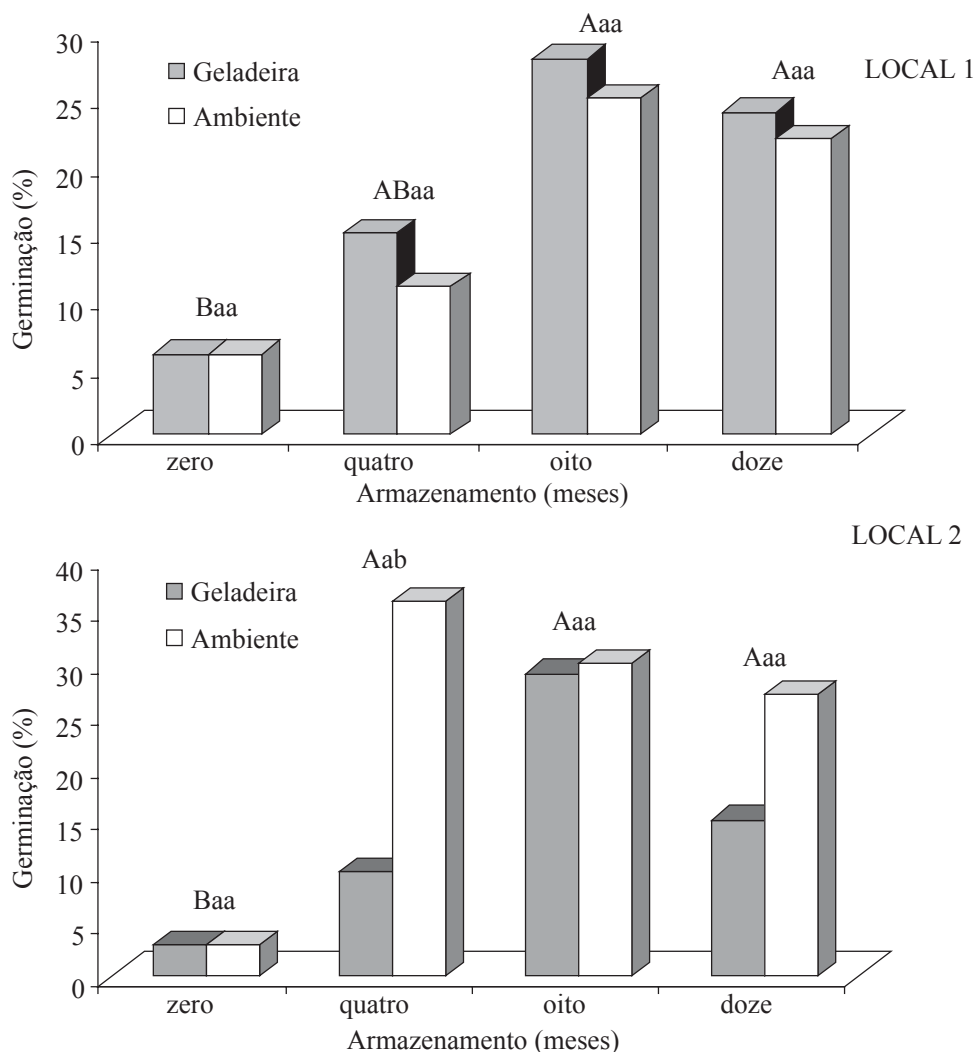 30
25
20
15
10
5
0
Germinação (%)
Geladeira
Ambiente
LOCAL 1
Baa
ABaa
Aaa
Aaa
zero
quatro
oito
doze
Armazenamento (meses)
LOCAL 2
40
35
30
25
20
15
10
5
0
Germinação (%)
Geladeira
Ambiente
Baa
Aab
Aaa
Aaa
zero
quatro
oito
doze
Armazenamento (meses)